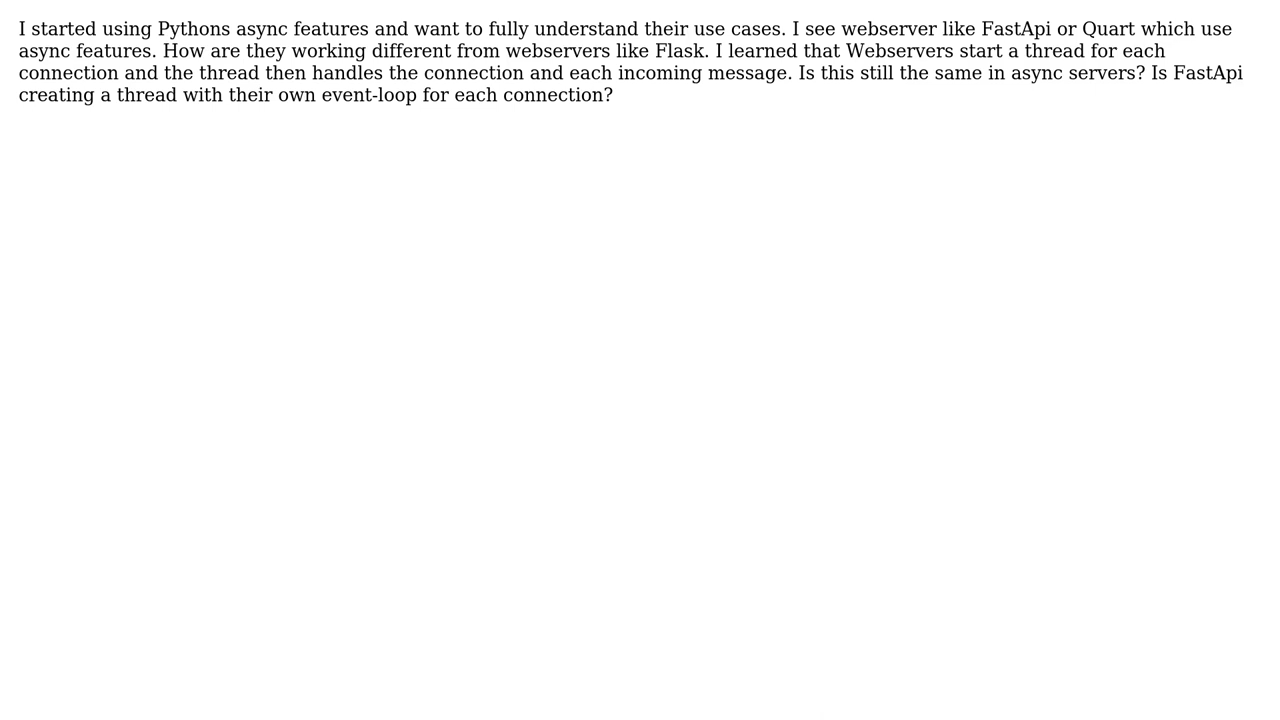 I started using Pythons async features and want to fully understand their use cases. I see webserver like FastApi or Quart which use
async features. How are they working different from webservers like Flask. I learned that Webservers start a thread for each
connection and the thread then handles the connection and each incoming message. Is this still the same in async servers? Is FastApi
creating a thread with their own event-loop for each connection?